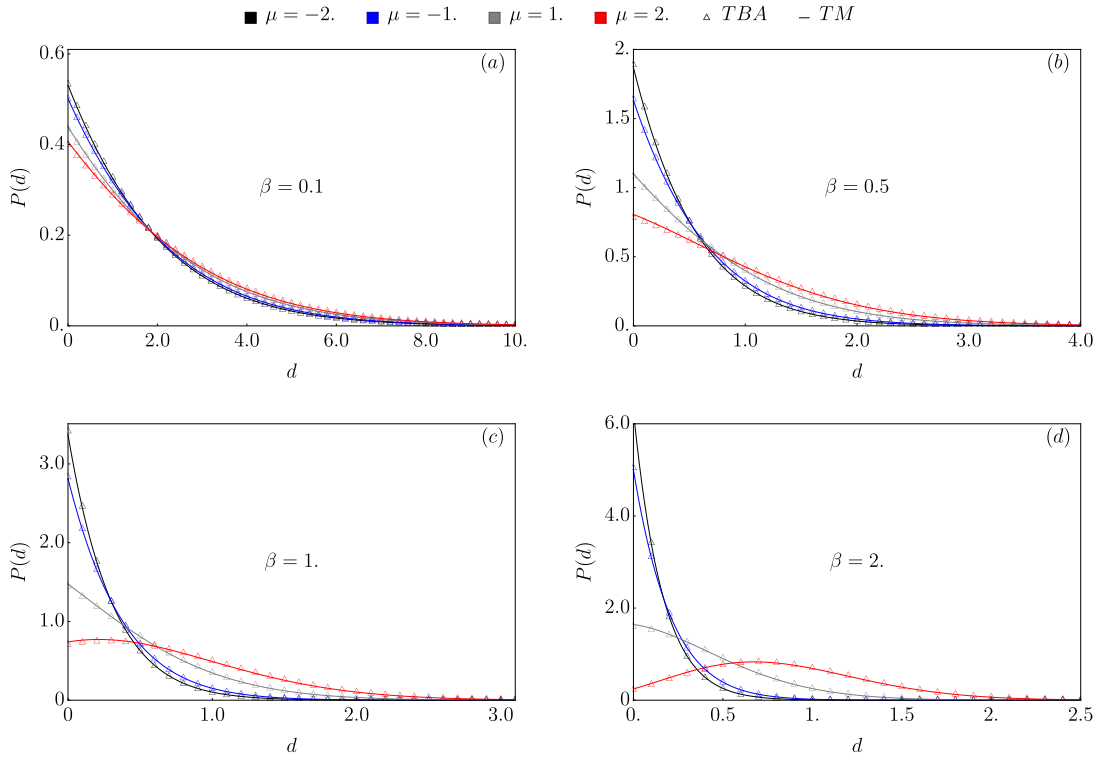 μ = −2. μ = −1. μ = 1. μ = 2. TBA TM
(a)
P(d)
0.6
0.4
0.2
0.
β = 0.1
0. 2.0 4.0 6.0 8. 10.
d
(b)
P(d)
2.
1.5
1.
0.5
0.
β = 0.5
0. 1.0 2.0 3.0 4.0
d
(c)
P(d)
3.0
2.0
1.0
0
β = 1.
0 1.0 2.0 3.0
d
(d)
P(d)
6.0
4.0
2.0
0
β = 2.
0. 0.5 1. 1.5 2. 2.5
d